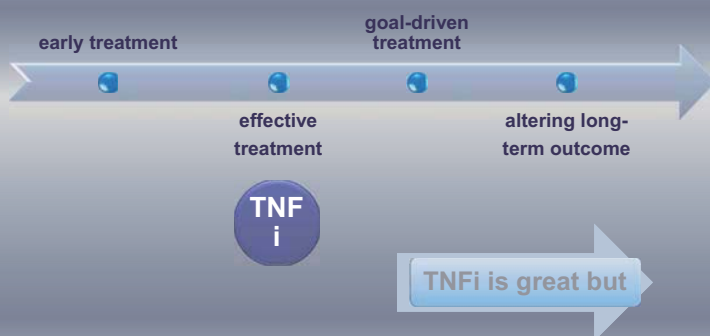 early treatment
goal-driven
treatment
effective
treatment
altering long-
term outcome
TNF
i
TNFi is great but